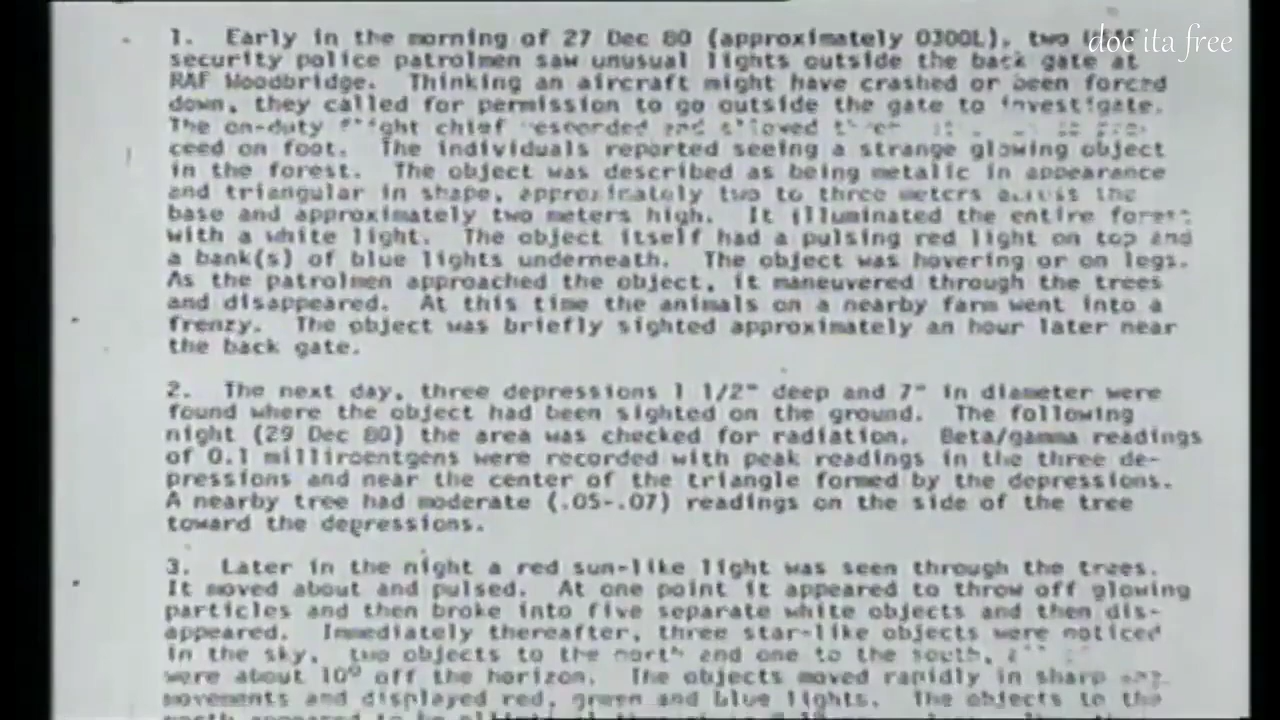 doc ita free
1. Early in the morning of 27 Dec 80 (approximately 0300L), two
security police patrolmen saw unusual lights outside the back gate at
RAF Woodbridge. Thinking an aircraft might have crashed or been forced
down, they called for permission to go outside the gate to investigate.
The on-duty flight chief
ceed on foot. The individuals reported seeing a strange glowing object
in the forest. The object was described as being metalic in appearance
and triangular in shape, approximately two to three meters across the
base and approximately two meters high. It illuminated the entire forest
with a white light. The object itself had a pulsing red light on top and
a bank(s) of blue lights underneath. The object was hovering or on legs.
As the patrolmen approached the object, it maneuvered through the trees
and disappeared. At this time the animals on a nearby farm went into a
frenzy. The object was briefly sighted approximately an hour later near
the back gate.
2. The next day, three depressions 1 1/2" deep and 7" in diameter were
found where the object had been sighted on the ground. The following
night (29 Dec 80) the area was checked for radiation. Beta/gamma readings
of 0.1 milliroentgens were recorded with peak readings in the three de-
pressions and near the center of the triangle formed by the depressions.
A nearby tree had moderate (.05-.07) readings on the side of the tree
toward the depressions.
3. Later in the night a red sun-like light was seen through the trees.
It moved about and pulsed. At one point it appeared to throw off glowing
particles and then broke into five separate white objects and then dis-
appeared. Immediately thereafter, three star-like objects were noticed
in the sky, two objects to the north and one to the south,
were about 10° off the horizon. The objects moved rapidly in sharp
movements and displayed red, green and blue lights. The objects to the